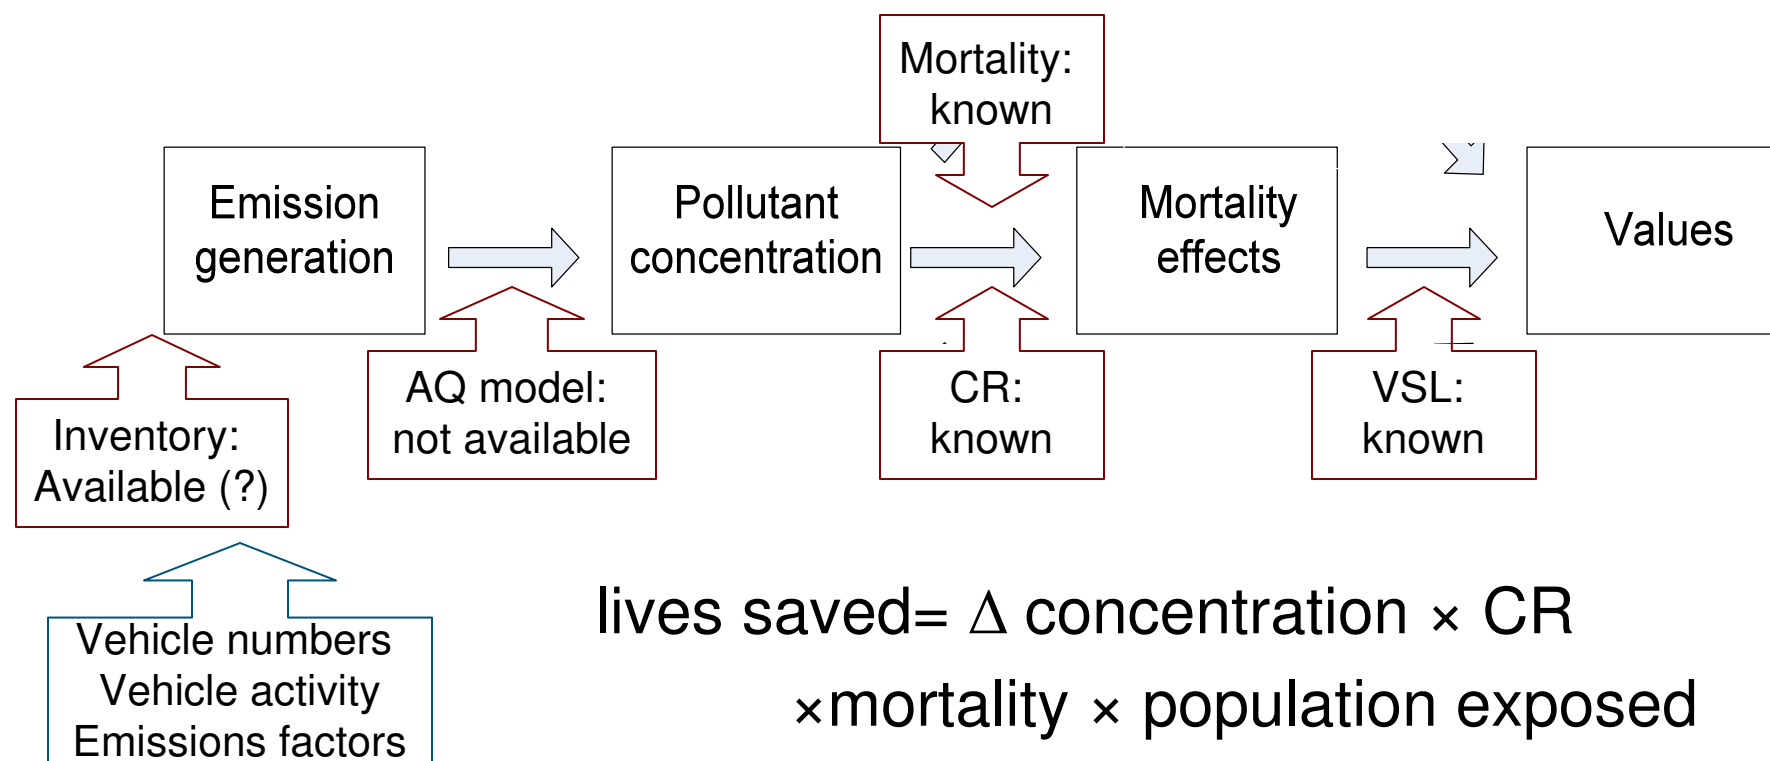 Mortality:
known
Emission
generation
Pollutant
concentration
Mortality
effects
Values
Inventory:
Available (?)
AQ model:
not available
CR:
known
VSL:
known
Vehicle numbers
Vehicle activity
Emissions factors
lives saved= Δ concentration × CR
×mortality × population exposed